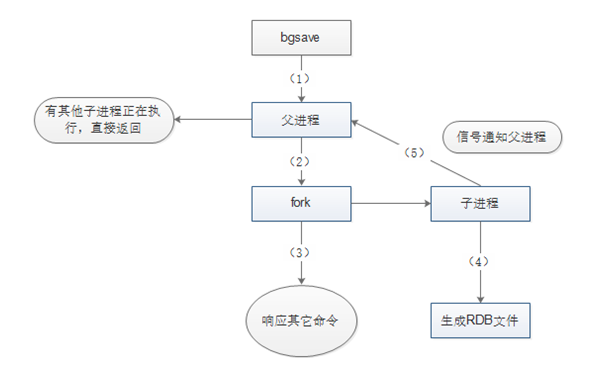 bgsave
(1)
有其他子进程正在执
行，直接返回
父进程
信号通知父进程
(5)
(2)
fork
子进程
(3)
(4)
响应其它命令
生成RDB文件